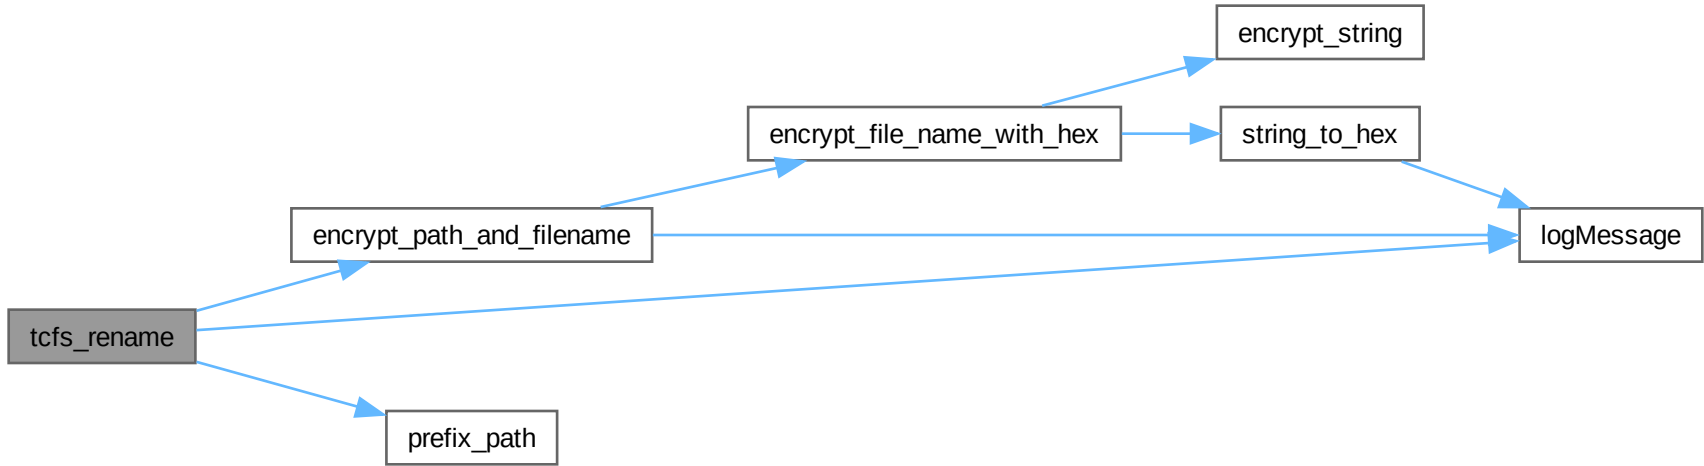 encrypt_string
encrypt_file_name_with_hex
string_to_hex
encrypt_path_and_filename
logMessage
tcfs_rename
prefix_path